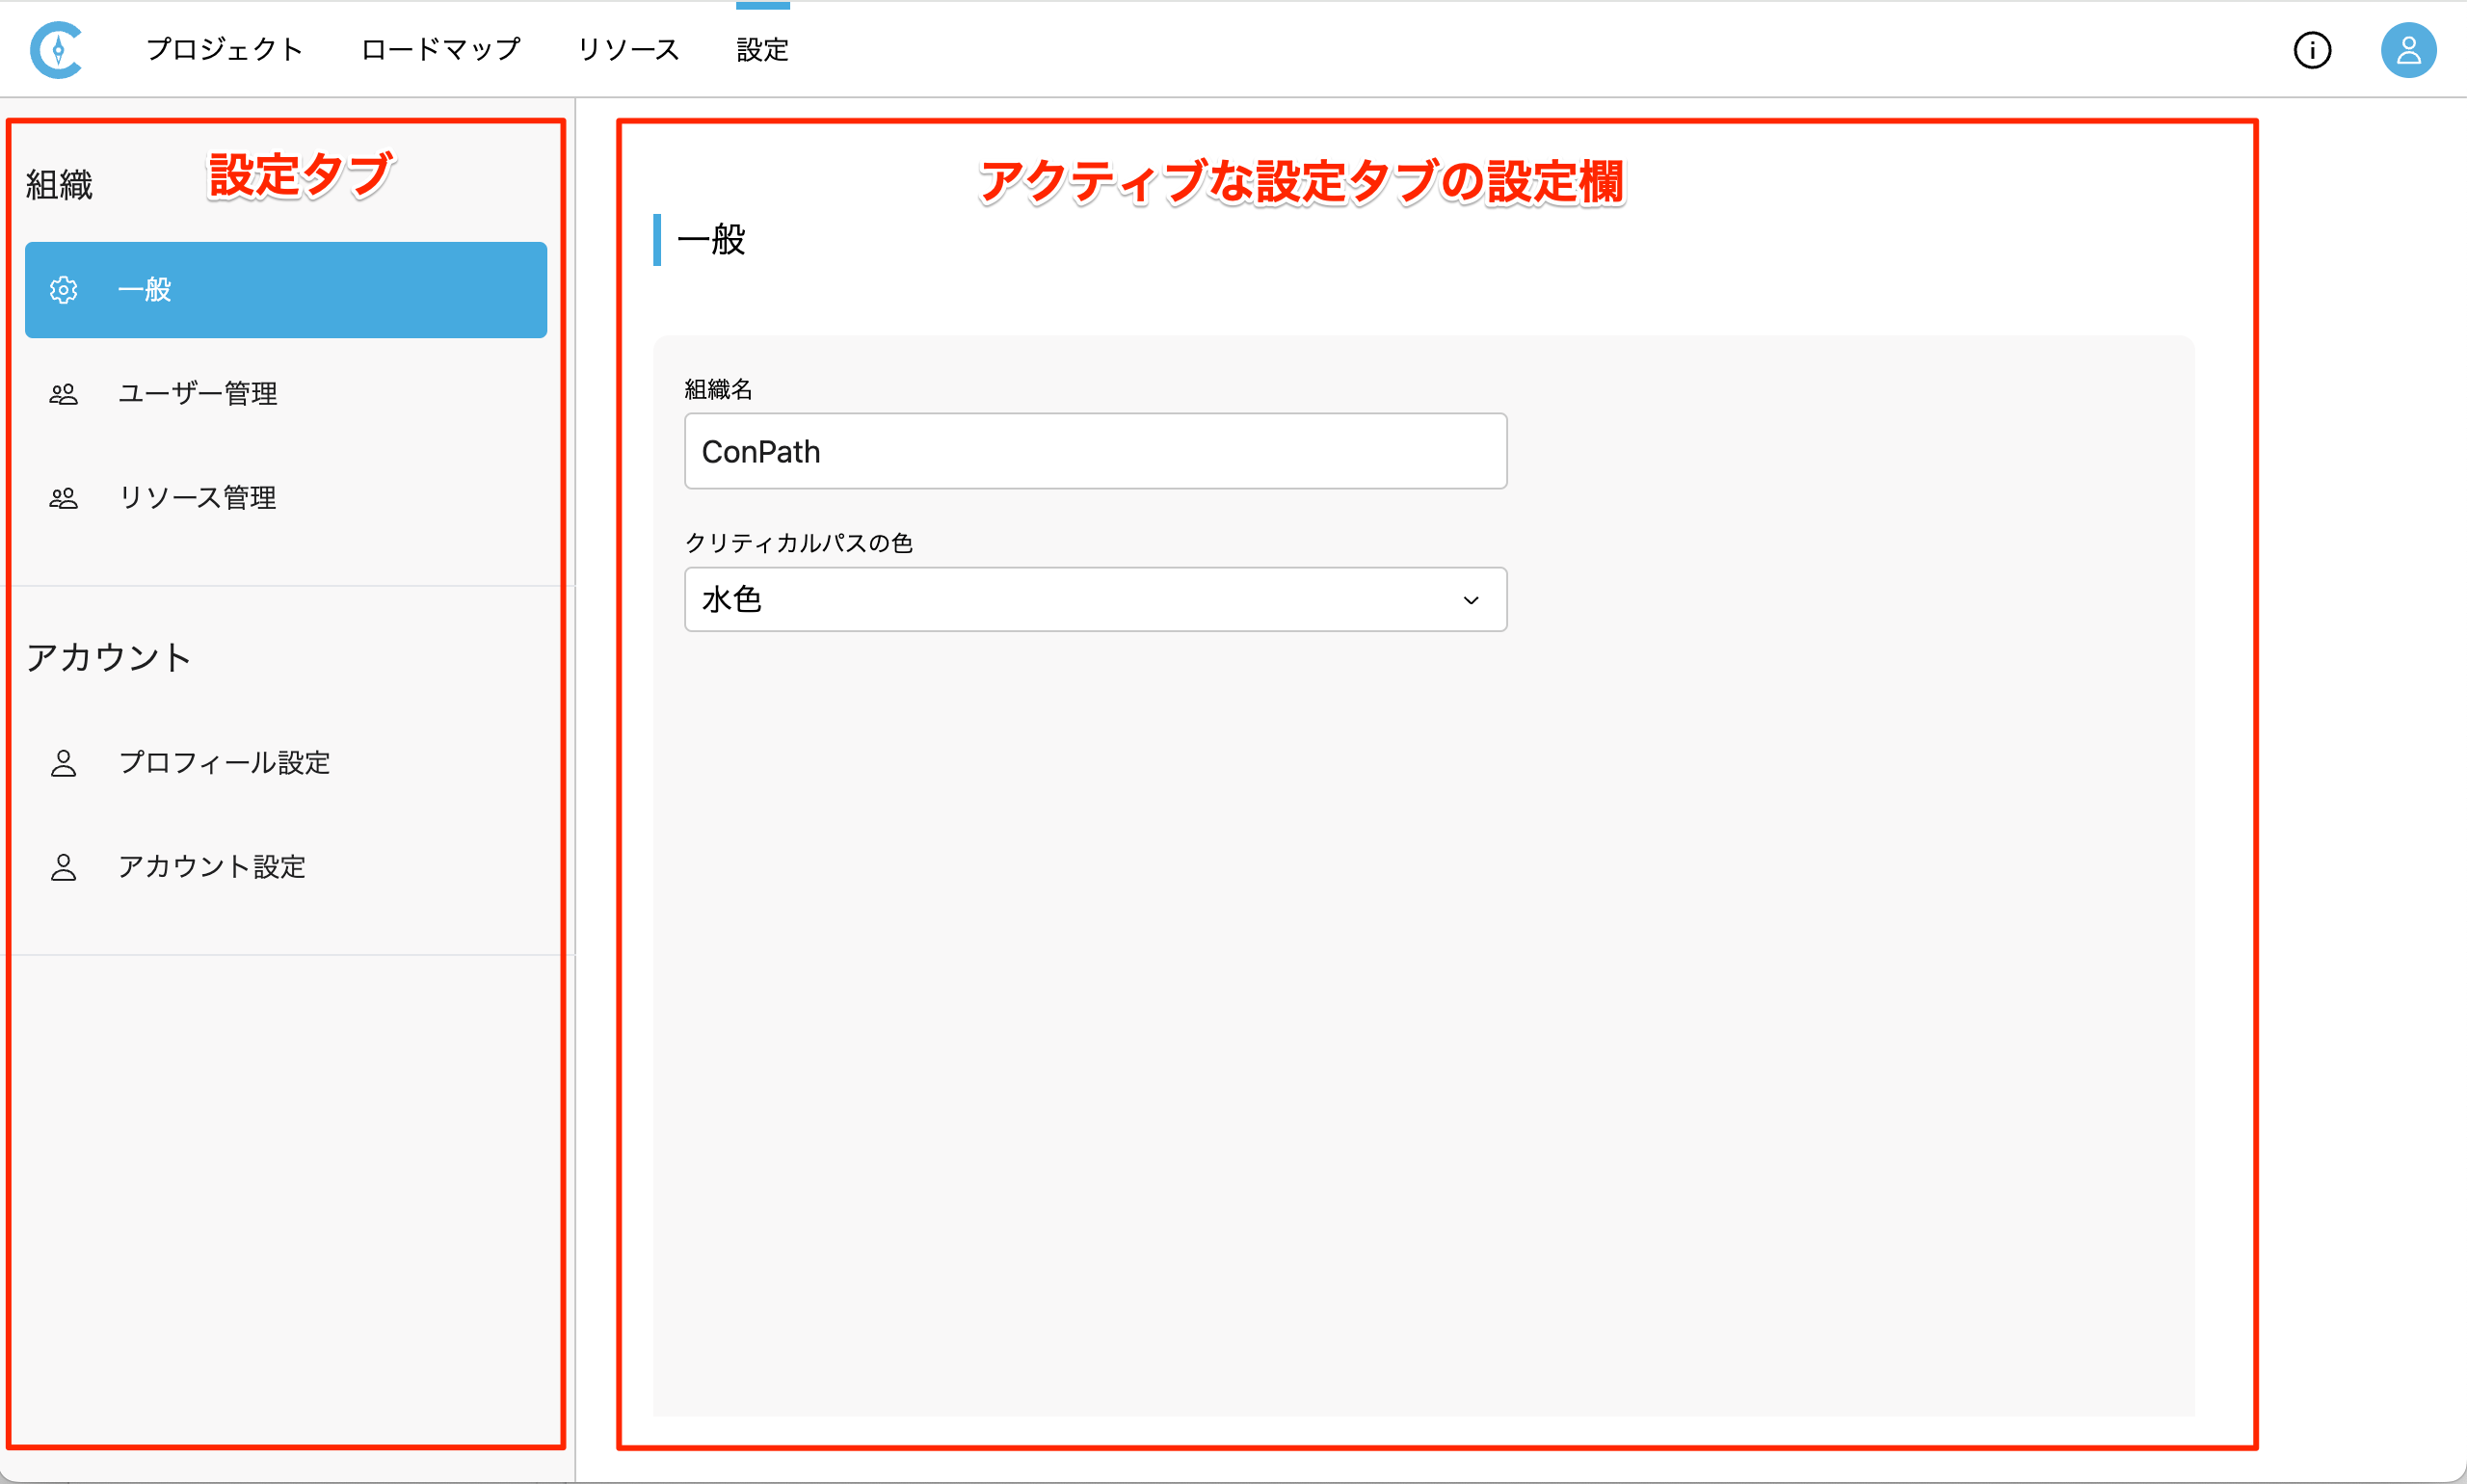 プロジェクト ロードマップ リソース 設定
組織
設定タブ
一般
ユーザー管理
リソース管理
アカウント
プロフィール設定
アカウント設定
アクティブな設定タブの設定欄
一般
組織名
ConPath
クリティカルパスの色
水色